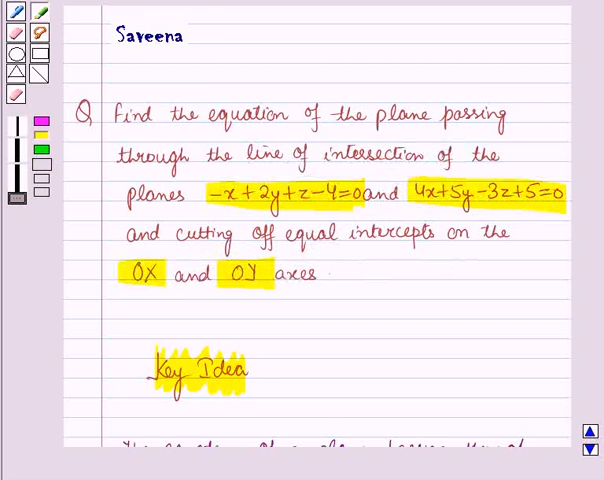 Saveena
Q Find the equation of the plane passing
through the line of intersection of the
planes -x+2y+z-4=0 and 4x+5y-3z+5=0
and cutting off equal intercepts on the
OX and OY axes.
Key Idea